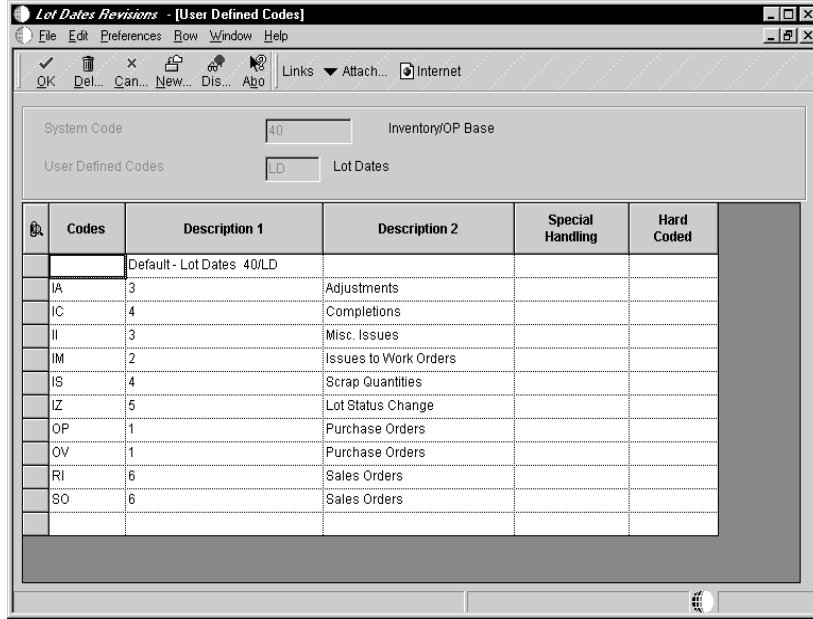 Lot Dates Revisions - [User Defined Codes]
File Edit Preferences Row Window Help
OK Del... Can... New... Dis... Abo Links Attach... Internet
System Code 40 Inventory/OP Base
User Defined Codes LD Lot Dates
Codes Description 1 Description 2 Special Handling Hard Coded
Default - Lot Dates 40/LD
IA 3 Adjustments
IC 4 Completions
II 3 Misc. Issues
IM 2 Issues to Work Orders
IS 4 Scrap Quantities
IZ 5 Lot Status Change
OP 1 Purchase Orders
OV 1 Purchase Orders
RI 6 Sales Orders
SO 6 Sales Orders